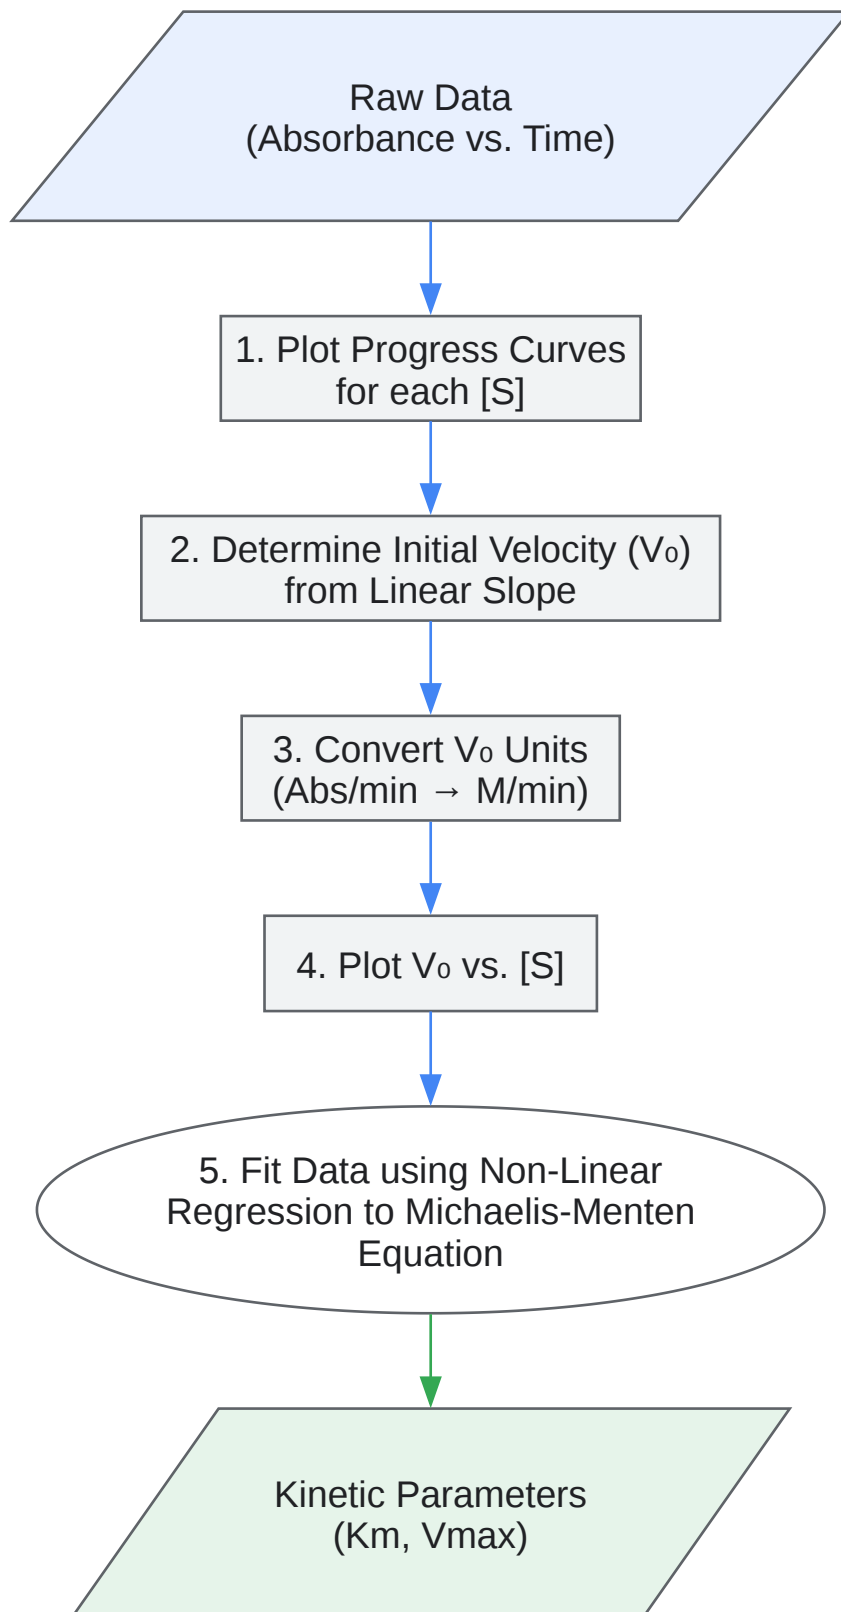 Raw Data
(Absorbance vs. Time)
1. Plot Progress Curves
for each [S]
2. Determine Initial Velocity (V₀)
from Linear Slope
3. Convert V₀ Units
(Abs/min → M/min)
4. Plot V₀ vs. [S]
5. Fit Data using Non-Linear
Regression to Michaelis-Menten
Equation
Kinetic Parameters
(Km, Vmax)